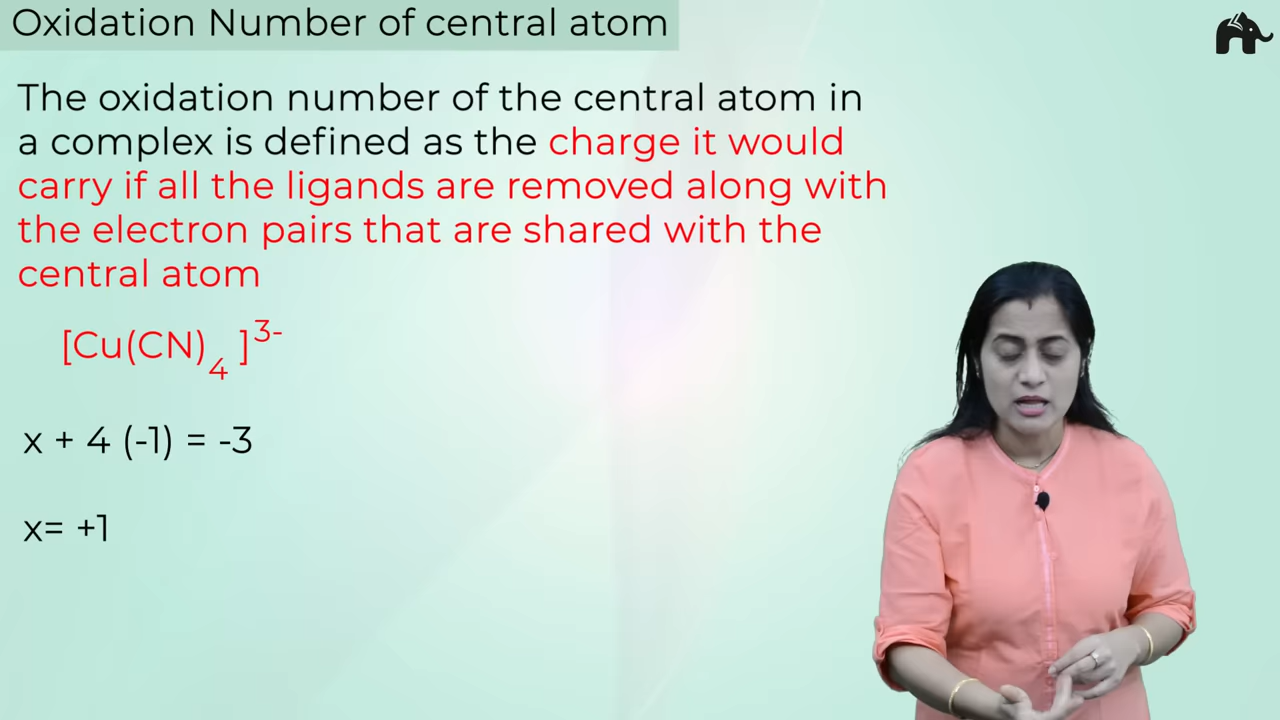 Oxidation Number of central atom
The oxidation number of the central atom in
a complex is defined as the charge it would
carry if all the ligands are removed along with
the electron pairs that are shared with the
central atom
[Cu(CN)₄ ]³⁻
x + 4 (-1) = -3
x= +1